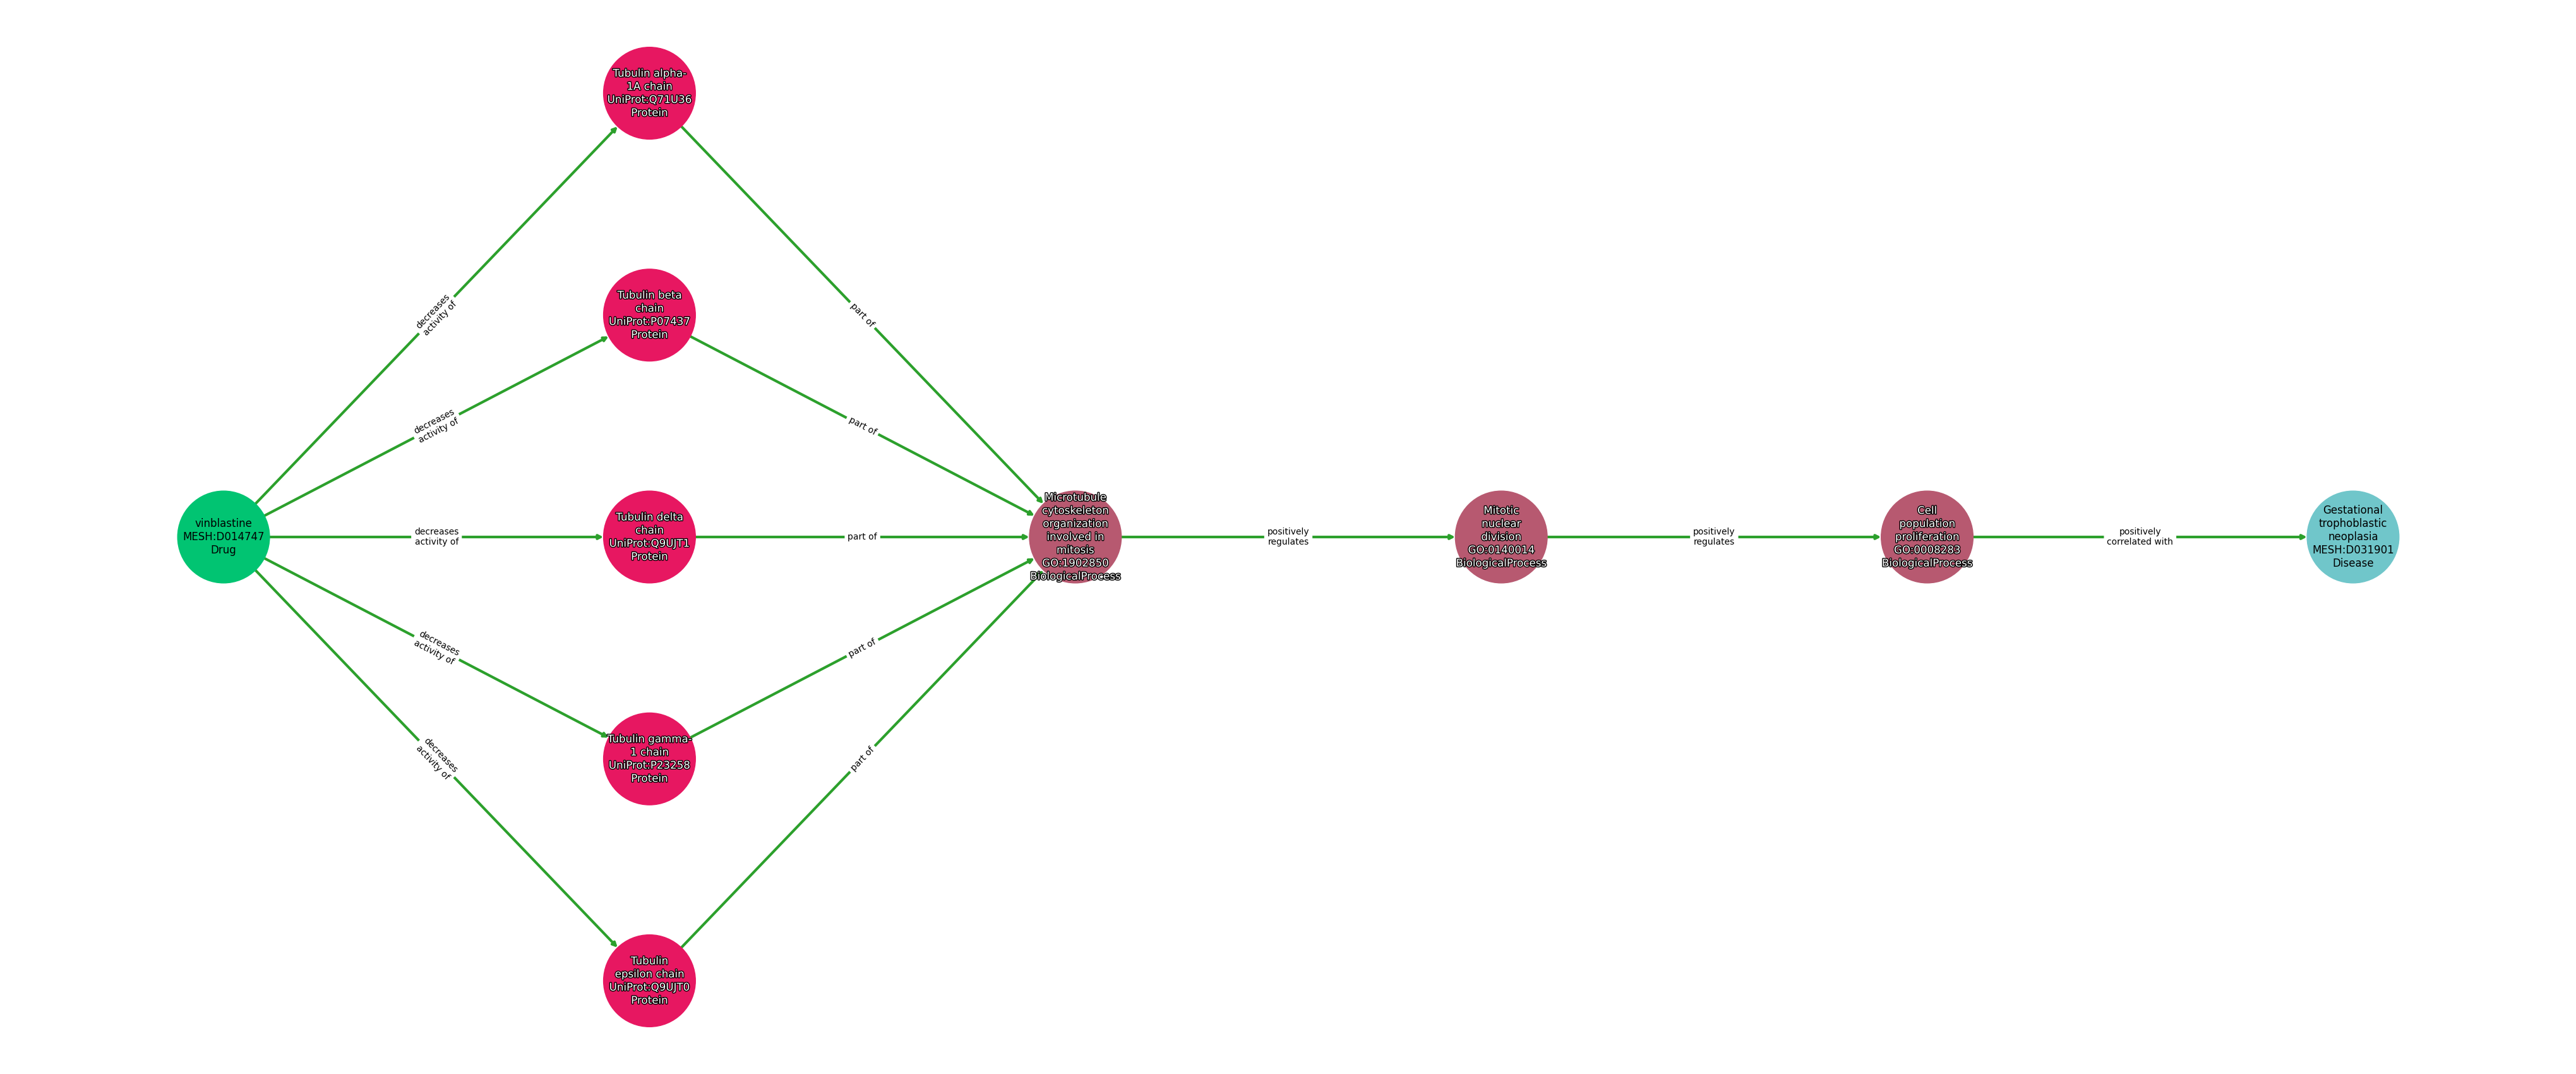 Tubulin alpha-
1A chain
UniProt:Q71U36
Protein
decreases
activity of
part of
Tubulin beta
chain
UniProt:P07437
Protein
decreases
activity of
part of
vinblastine
MESH:D014747
Drug
decreases
activity of
Tubulin delta
chain
UniProt:Q9UJT1
Protein
part of
Microtubule
cytoskeleton
organization
involved in
mitosis
GO:1902850
BiologicalProcess
positively
regulates
Mitotic
nuclear
division
GO:0140014
BiologicalProcess
positively
regulates
Cell
population
proliferation
GO:0008283
BiologicalProcess
positively
correlated with
Gestational
trophoblastic
neoplasia
MESH:D031901
Disease
decreases
activity of
part of
Tubulin gamma-
1 chain
UniProt:P23258
Protein
decreases
activity of
part of
Tubulin
epsilon chain
UniProt:Q9UJT0
Protein